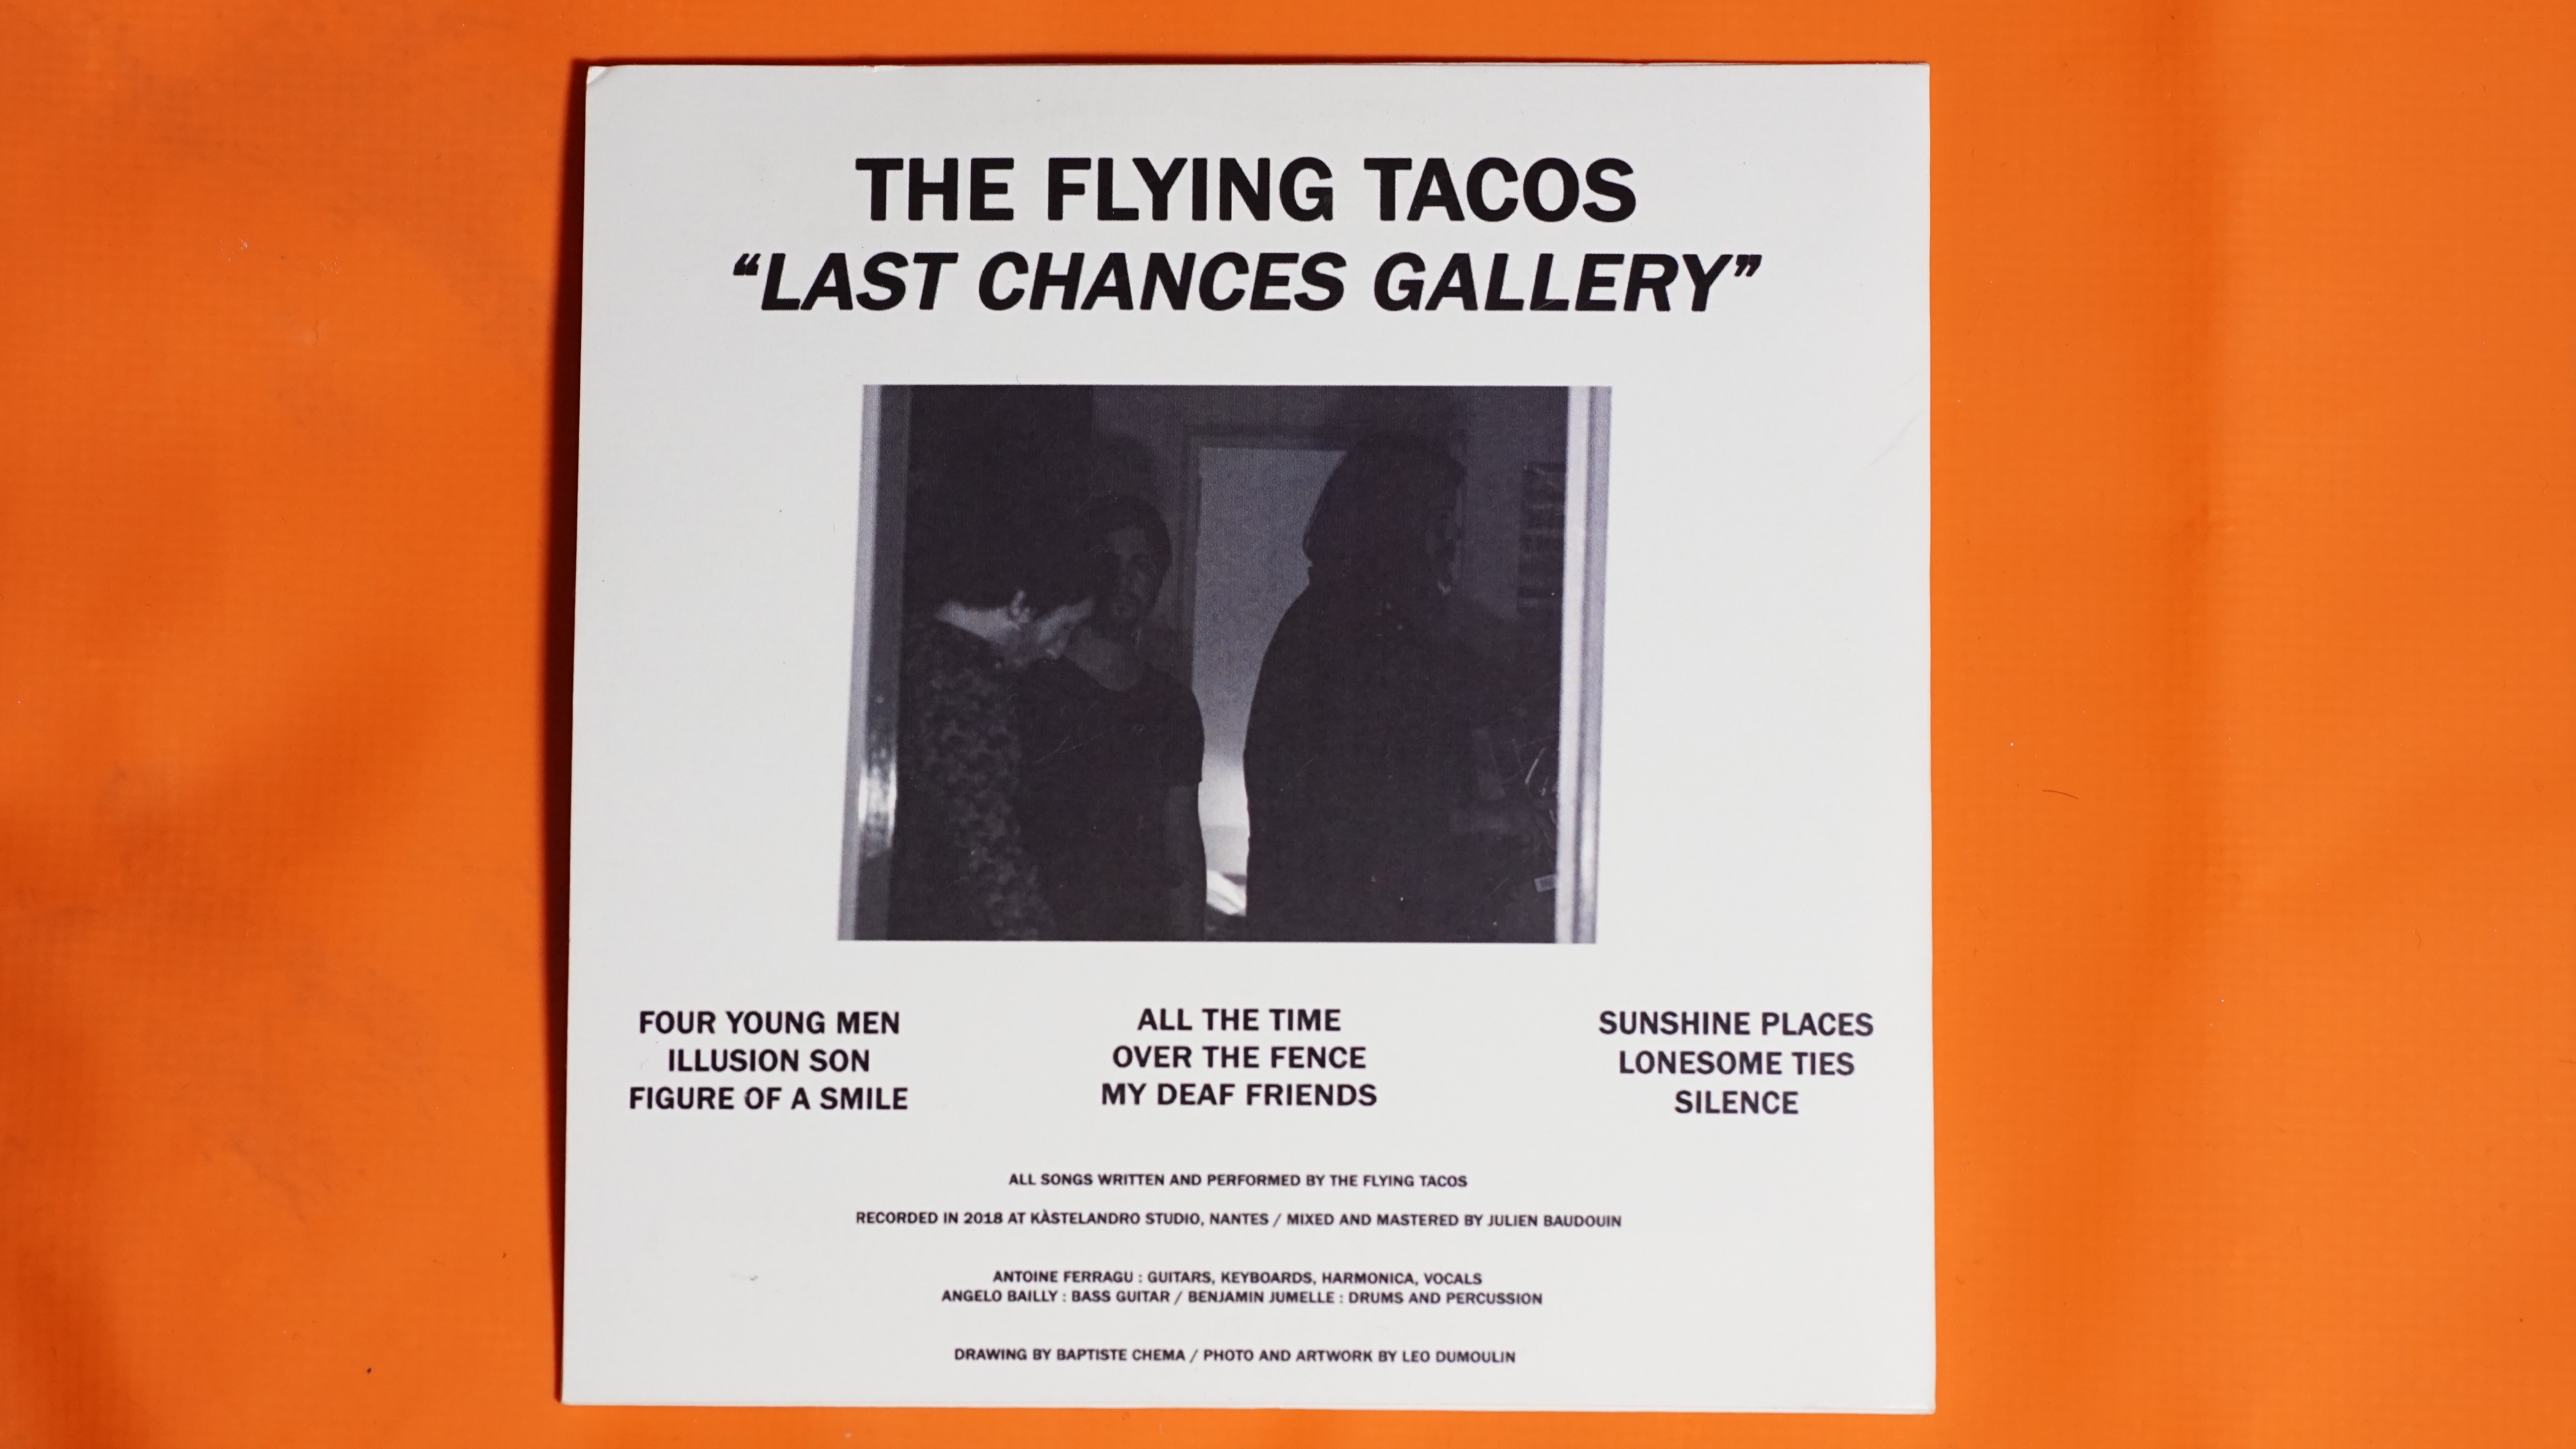 THE FLYING TACOS
“LAST CHANCES GALLERY”
FOUR YOUNG MEN
ILLUSION SON
FIGURE OF A SMILE
ALL THE TIME
OVER THE FENCE
MY DEAF FRIENDS
SUNSHINE PLACES
LONESOME TIES
SILENCE
ALL SONGS WRITTEN AND PERFORMED BY THE FLYING TACOS
RECORDED IN 2018 AT KÀSTELANDRO STUDIO, NANTES / MIXED AND MASTERED BY JULIEN BAUDOUIN
ANTOINE FERRAGU : GUITARS, KEYBOARDS, HARMONICA, VOCALS
ANGELO BAILLY : BASS GUITAR / BENJAMIN JUMELLE : DRUMS AND PERCUSSION
DRAWING BY BAPTISTE CHEMA / PHOTO AND ARTWORK BY LEO DUMOULIN